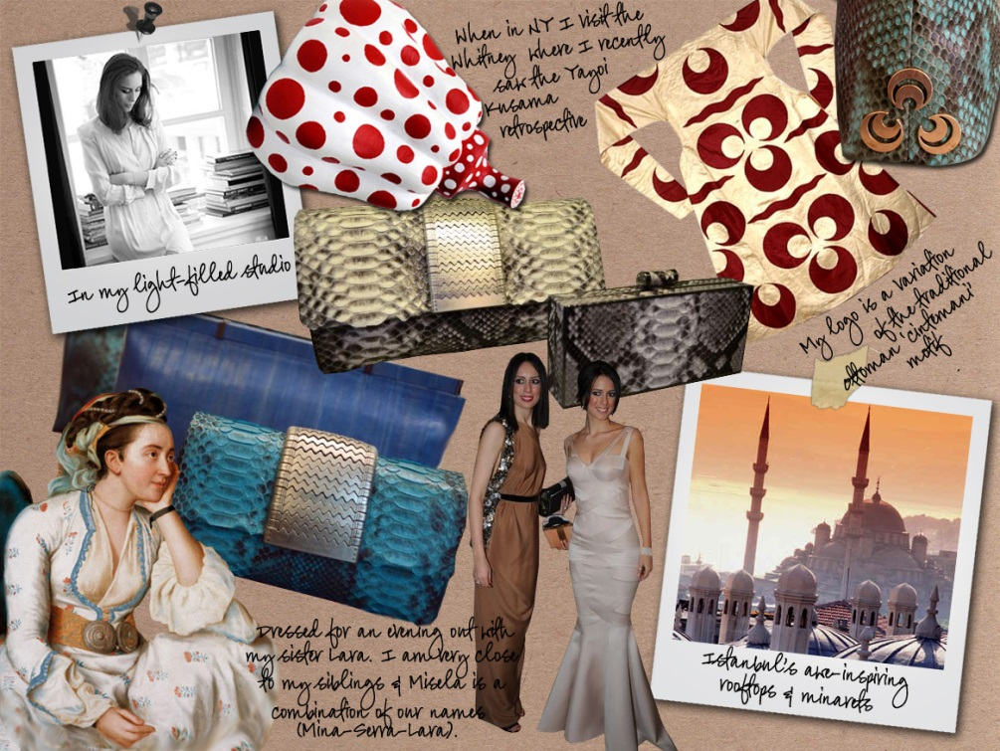 When in NY I visit the
Whitney where I recently
saw the Yayoi
Kusama
retrospective
In my light-filled studio
My logo is a variation
of the traditional
ottoman 'cintemani'
motif
Istanbul's awe-inspiring
rooftops & minarets
Dressed for an evening out with
my sister Lara. I am very close
to my siblings & Misela is a
combination of our names
(Mina-Serra-Lara).